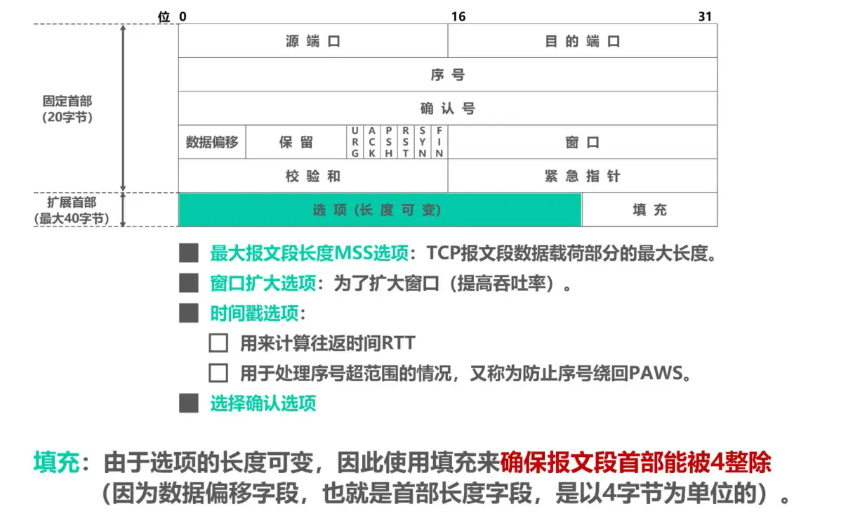 位 0 16 31
源端口 目的端口
序号
固定首部
(20字节)
确认号
数据偏移 保留 URG ACK PSH RST SYN FIN 窗口
校验和 紧急指针
扩展首部
(最大40字节)
选项(长度可变) 填充
最大报文段长度MSS选项：TCP报文段数据载荷部分的最大长度。
窗口扩大选项：为了扩大窗口（提高吞吐率）。
时间戳选项：
用来计算往返时间RTT
用于处理序号超范围的情况，又称为防止序号绕回PAWS。
选择确认选项
填充：由于选项的长度可变，因此使用填充来确保报文段首部能被4整除
（因为数据偏移字段，也就是首部长度字段，是以4字节为单位的）。